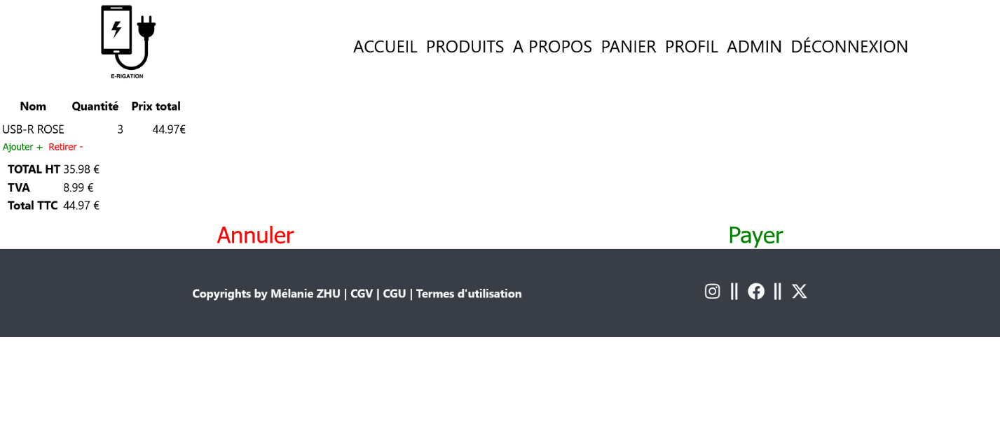 E-RIGATION
ACCUEIL PRODUITS A PROPOS PANIER PROFIL ADMIN DÉCONNEXION
Nom Quantité Prix total
USB-R ROSE 3 44.97€
Ajouter + Retirer -
TOTAL HT 35.98 €
TVA 8.99 €
Total TTC 44.97 €
Annuler Payer
Copyrights by Mélanie ZHU | CGV | CGU | Termes d'utilisation || ||